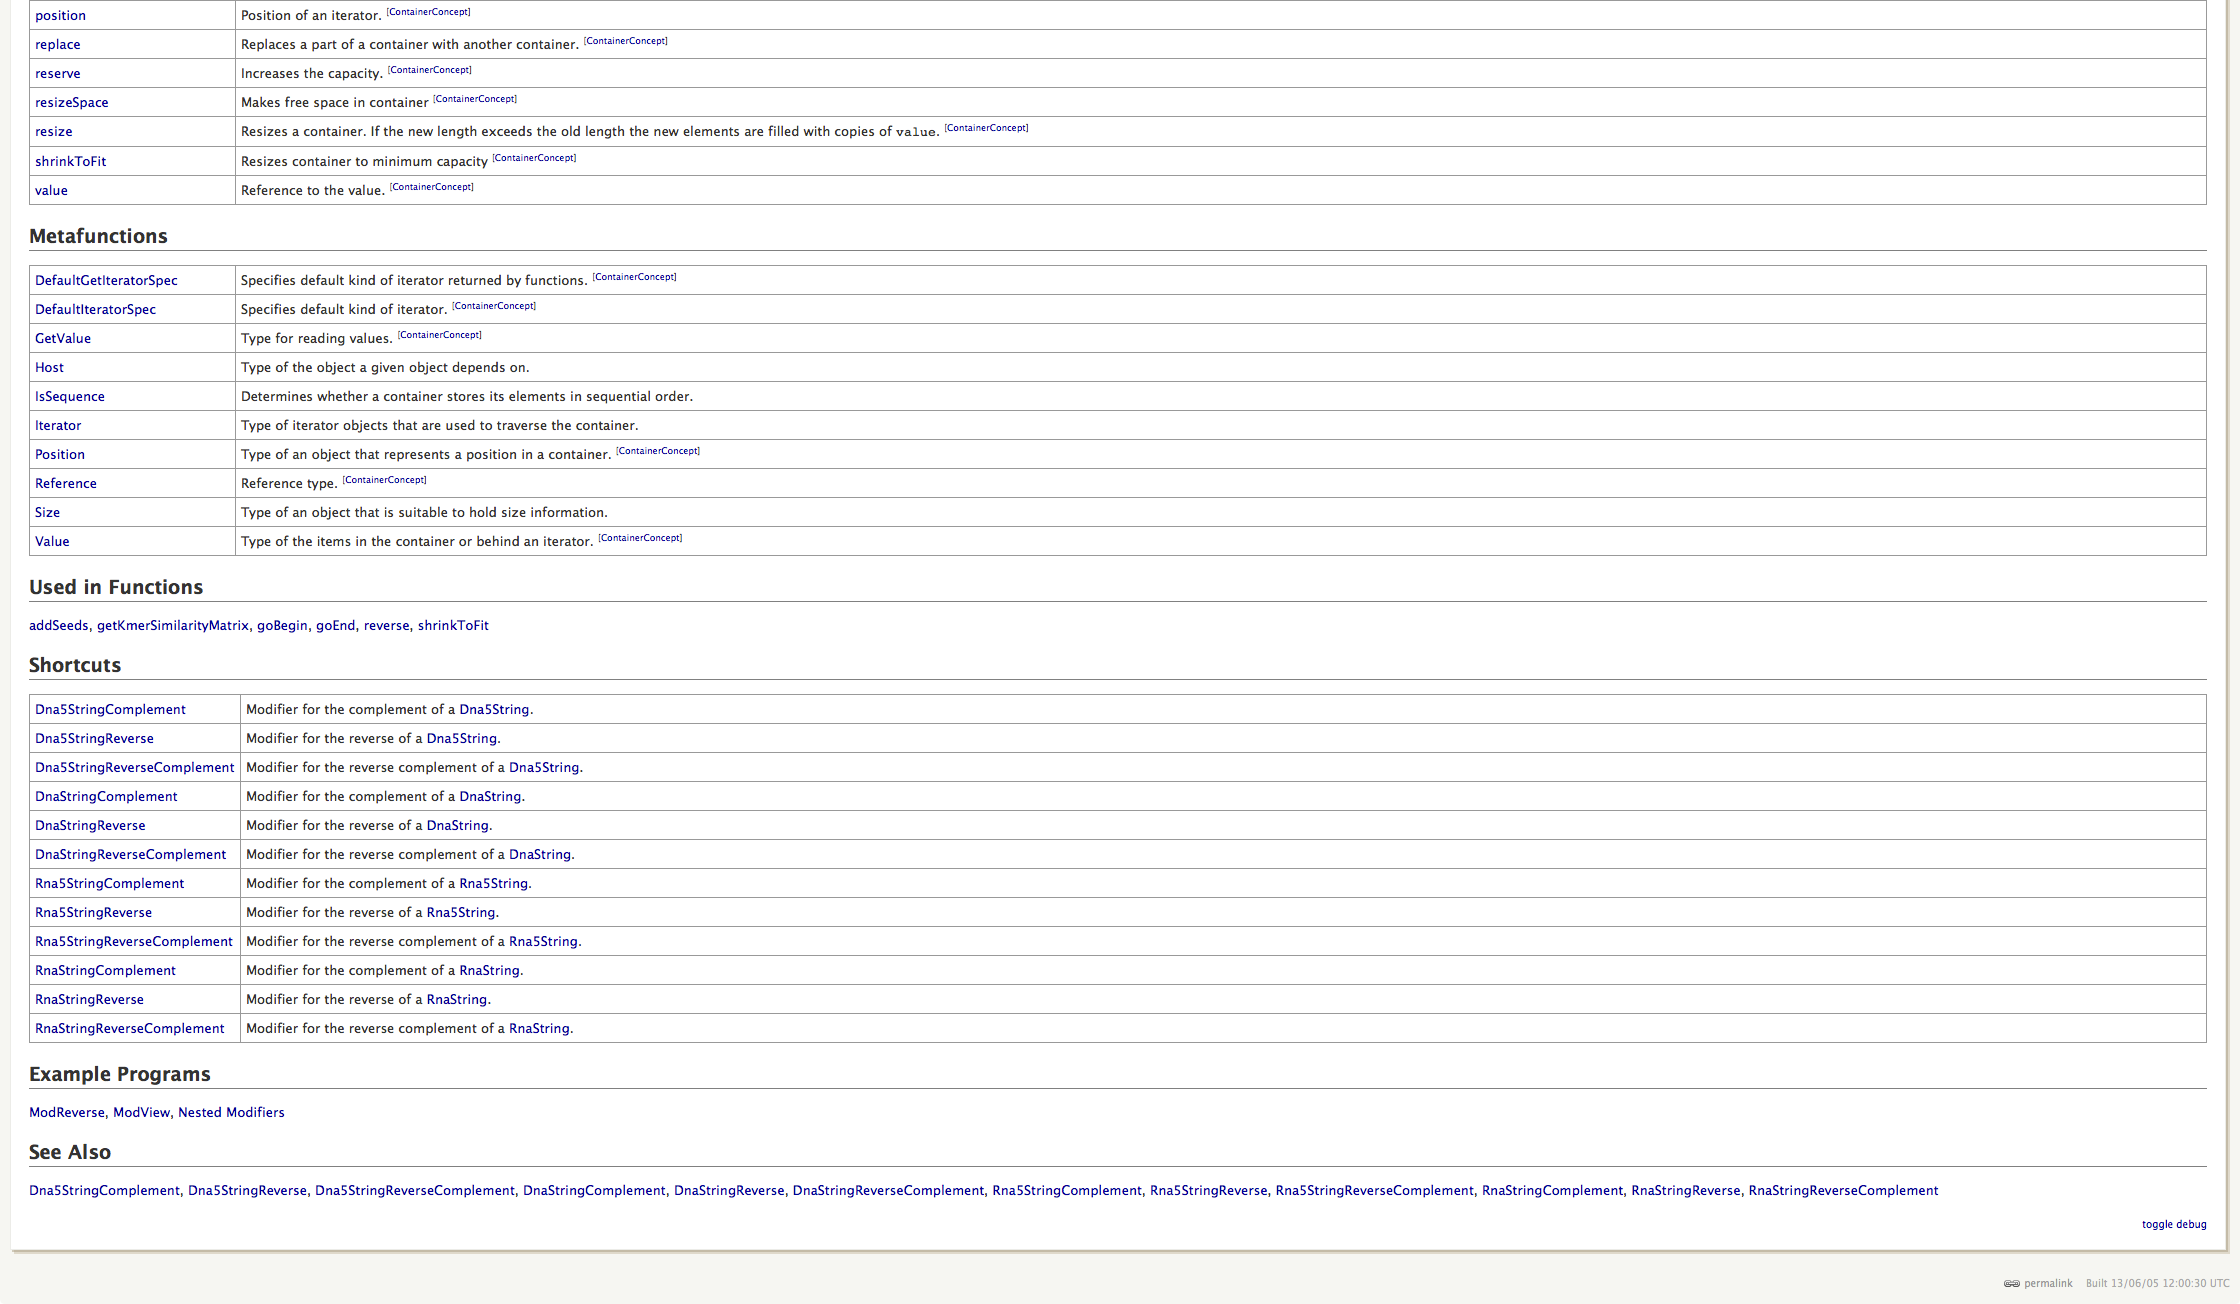 position Position of an iterator. [ContainerConcept]
replace Replaces a part of a container with another container. [ContainerConcept]
reserve Increases the capacity. [ContainerConcept]
resizeSpace Makes free space in container [ContainerConcept]
resize Resizes a container. If the new length exceeds the old length the new elements are filled with copies of value. [ContainerConcept]
shrinkToFit Resizes container to minimum capacity [ContainerConcept]
value Reference to the value. [ContainerConcept]
Metafunctions
DefaultGetIteratorSpec Specifies default kind of iterator returned by functions. [ContainerConcept]
DefaultIteratorSpec Specifies default kind of iterator. [ContainerConcept]
GetValue Type for reading values. [ContainerConcept]
Host Type of the object a given object depends on.
IsSequence Determines whether a container stores its elements in sequential order.
Iterator Type of iterator objects that are used to traverse the container.
Position Type of an object that represents a position in a container. [ContainerConcept]
Reference Reference type. [ContainerConcept]
Size Type of an object that is suitable to hold size information.
Value Type of the items in the container or behind an iterator. [ContainerConcept]
Used in Functions
addSeeds, getKmerSimilarityMatrix, goBegin, goEnd, reverse, shrinkToFit
Shortcuts
Dna5StringComplement Modifier for the complement of a Dna5String.
Dna5StringReverse Modifier for the reverse of a Dna5String.
Dna5StringReverseComplement Modifier for the reverse complement of a Dna5String.
DnaStringComplement Modifier for the complement of a DnaString.
DnaStringReverse Modifier for the reverse of a DnaString.
DnaStringReverseComplement Modifier for the reverse complement of a DnaString.
Rna5StringComplement Modifier for the complement of a Rna5String.
Rna5StringReverse Modifier for the reverse of a Rna5String.
Rna5StringReverseComplement Modifier for the reverse complement of a Rna5String.
RnaStringComplement Modifier for the complement of a RnaString.
RnaStringReverse Modifier for the reverse of a RnaString.
RnaStringReverseComplement Modifier for the reverse complement of a RnaString.
Example Programs
ModReverse, ModView, Nested Modifiers
See Also
Dna5StringComplement, Dna5StringReverse, Dna5StringReverseComplement, DnaStringComplement, DnaStringReverse, DnaStringReverseComplement, Rna5StringComplement, Rna5StringReverse, Rna5StringReverseComplement, RnaStringComplement, RnaStringReverse, RnaStringReverseComplement
toggle debug
permalink Built 13/06/05 12:00:30 UTC